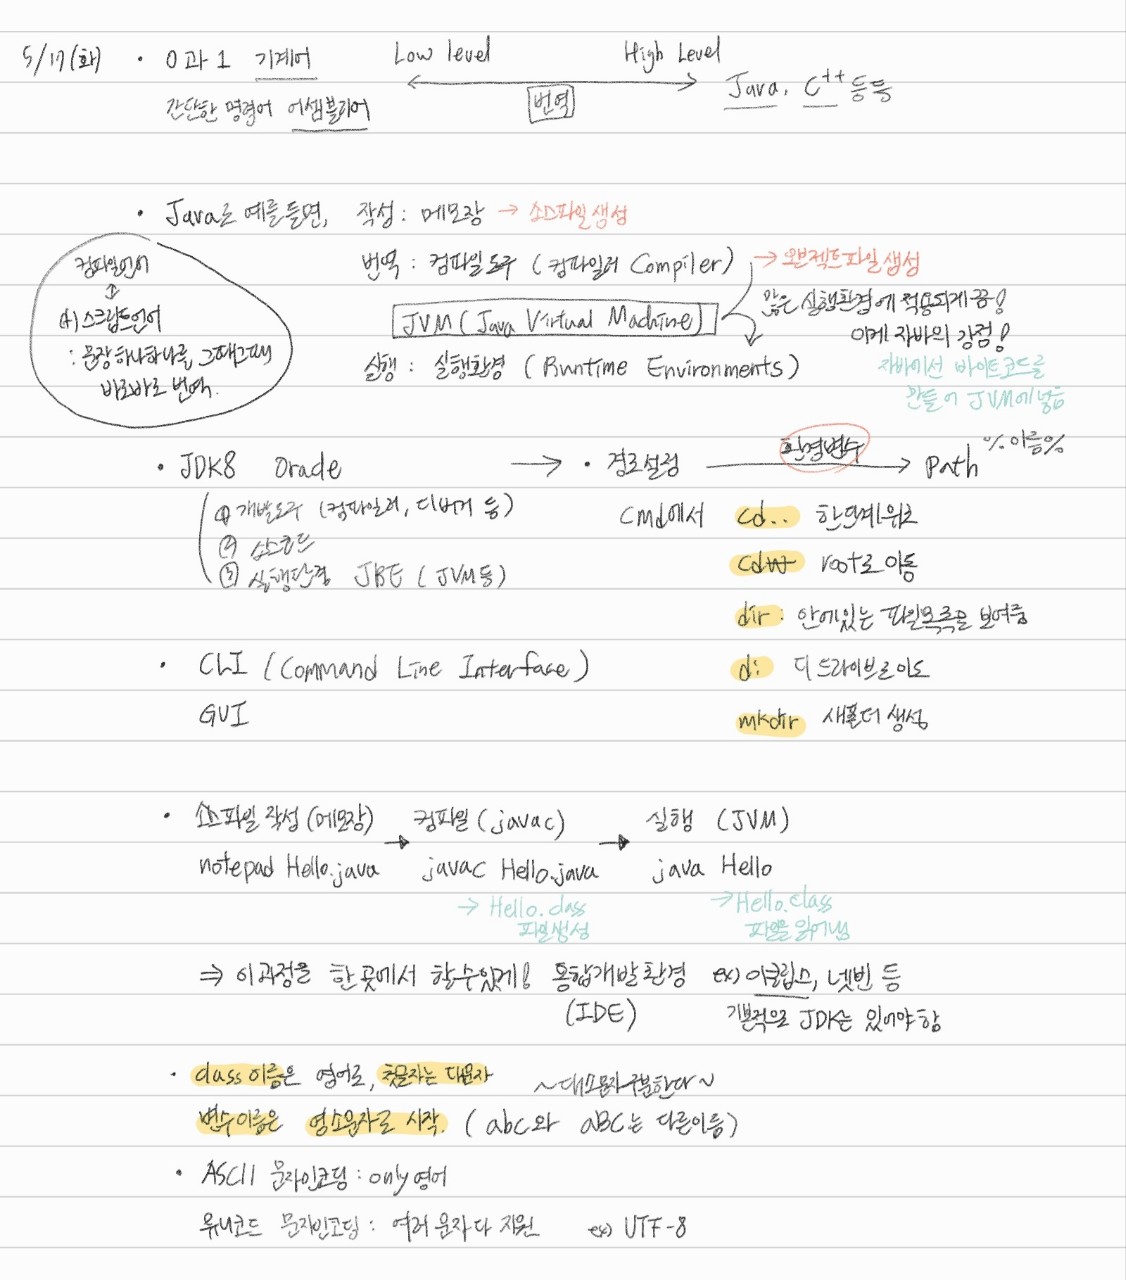 5/17(화) · 0과 1 기계어 Low level High Level
간단한 명령어 어셈블리어 번역 Java, C++ 등등
· Java로 예를들면, 작성 : 메모장 → 소스파일 생성
컴파일언어
↕
(↔) 스크립트언어
: 문장 하나하나를 그때그때
바로바로 번역.
번역 : 컴파일 도구 (컴파일러 Compiler) → 오브젝트파일 생성
JVM (Java Virtual Machine)
많은 실행환경에 적용되게끔!
이게 자바의 강점!
실행 : 실행환경 (Runtime Environments)
자바에선 바이트코드를
만들어 JVM에 넣음
· JDK8 Oracle → · 경로설정 환경변수 → Path %이름%
① 개발도구 (컴파일러, 디버거 등)
② 소스코드
③ 실행환경 JRE (JVM등)
cmd에서 cd.. 한단계 위로
cd₩ root로 이동
dir : 안에있는 파일목록을 보여줌
d: 디 드라이브로 이동
mkdir 새폴더 생성
· CLI (Command Line Interface)
GUI
· 소스파일 작성 (메모장) → 컴파일 (javac) → 실행 (JVM)
notepad Hello.java javac Hello.java java Hello
→ Hello.class
파일생성
→ Hello.class
파일을 읽어냄
⇒ 이 과정을 한 곳에서 할 수 있게! 통합개발환경 ex) 이클립스, 넷빈 등
(IDE) 기본적으로 JDK는 있어야 함
· class 이름은 영어로, 첫글자는 대문자 ~대소문자 구분한다~
변수이름은 영소문자로 시작. (abc와 aBC는 다른이름)
· ASCII 문자인코딩 : only 영어
유니코드 문자인코딩 : 여러 문자 다 지원 ex) UTF-8